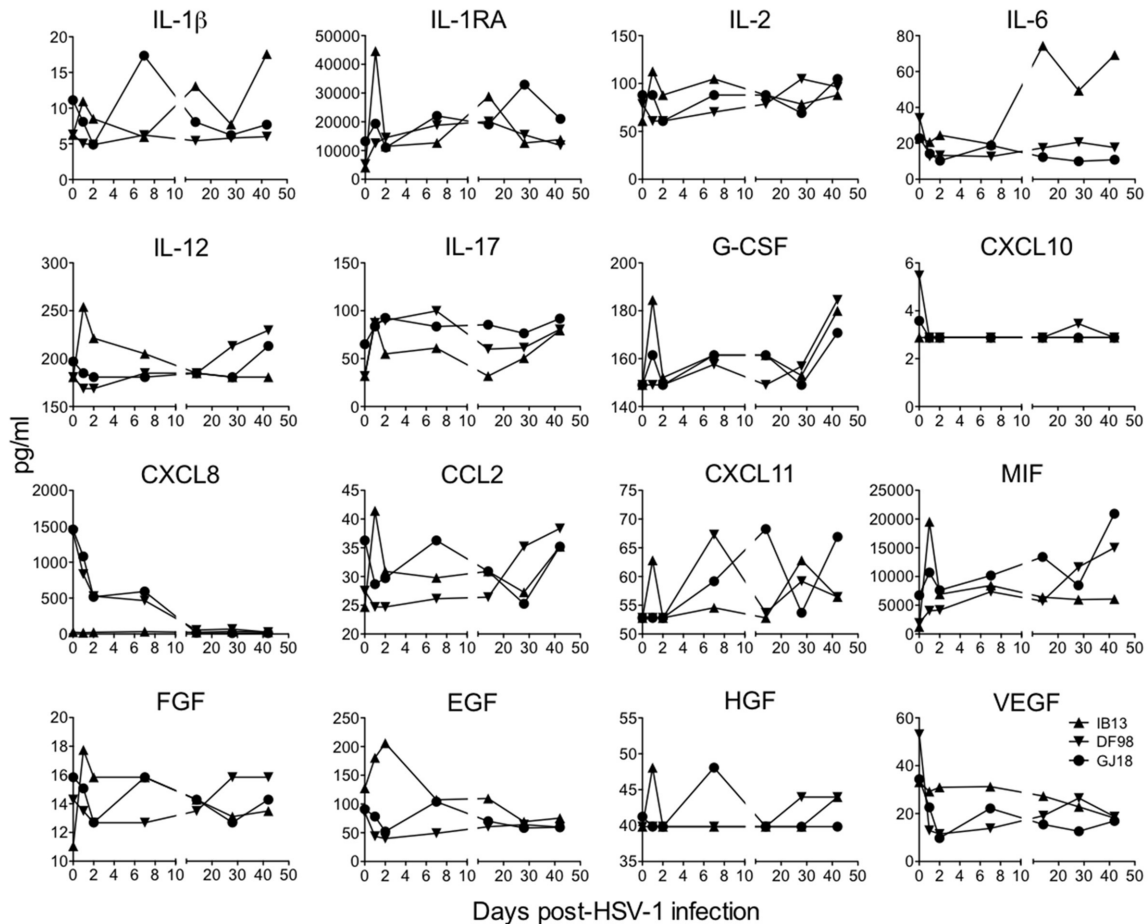 IL-1β
20
15
10
5
0
0 2 4 6 8 10 20 30 40 50
IL-1RA
50000
40000
30000
20000
10000
0
0 2 4 6 8 10 20 30 40 50
IL-2
150
100
50
0
0 2 4 6 8 10 20 30 40 50
IL-6
80
60
40
20
0
0 2 4 6 8 10 20 30 40 50
IL-12
300
250
200
150
0 2 4 6 8 10 20 30 40 50
IL-17
150
100
50
0
0 2 4 6 8 10 20 30 40 50
G-CSF
200
180
160
140
0 2 4 6 8 10 20 30 40 50
CXCL10
6
4
2
0
0 2 4 6 8 10 20 30 40 50
pg/ml
CXCL8
2000
1500
1000
500
0
0 2 4 6 8 10 20 30 40 50
CCL2
45
40
35
30
25
20
0 2 4 6 8 10 20 30 40 50
CXCL11
75
70
65
60
55
50
0 2 4 6 8 10 20 30 40 50
MIF
25000
20000
15000
10000
5000
0
0 2 4 6 8 10 20 30 40 50
FGF
18
16
14
12
10
0 2 4 6 8 10 20 30 40 50
EGF
250
200
150
100
50
0
0 2 4 6 8 10 20 30 40 50
HGF
55
50
45
40
35
0 2 4 6 8 10 20 30 40 50
VEGF
60
40
20
0
0 2 4 6 8 10 20 30 40 50
IB13
DF98
GJ18
Days post-HSV-1 infection